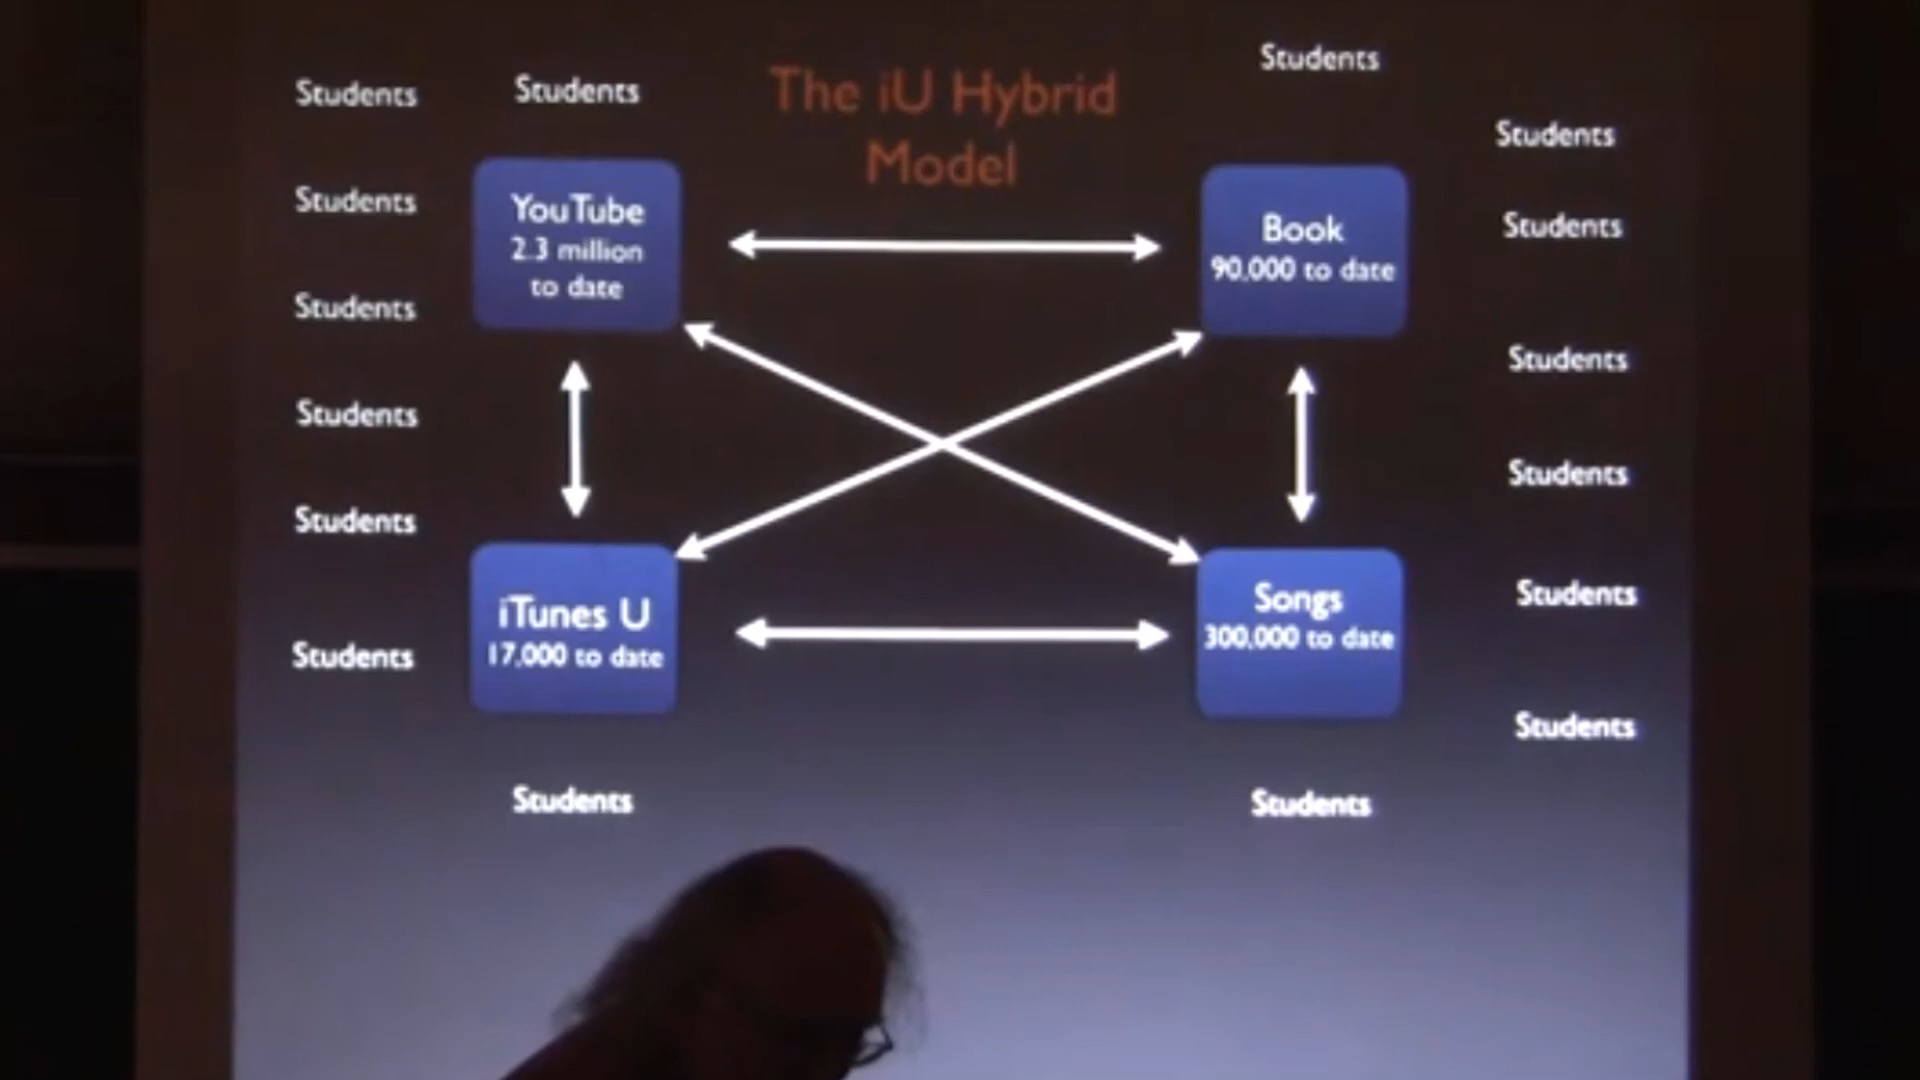 Students
Students
The iU Hybrid
Model
Students
Students
Students
YouTube
2.3 million
to date
Book
90,000 to date
Students
Students
Students
Students
Students
Students
Students
iTunes U
17,000 to date
Songs
300,000 to date
Students
Students
Students
Students
Students